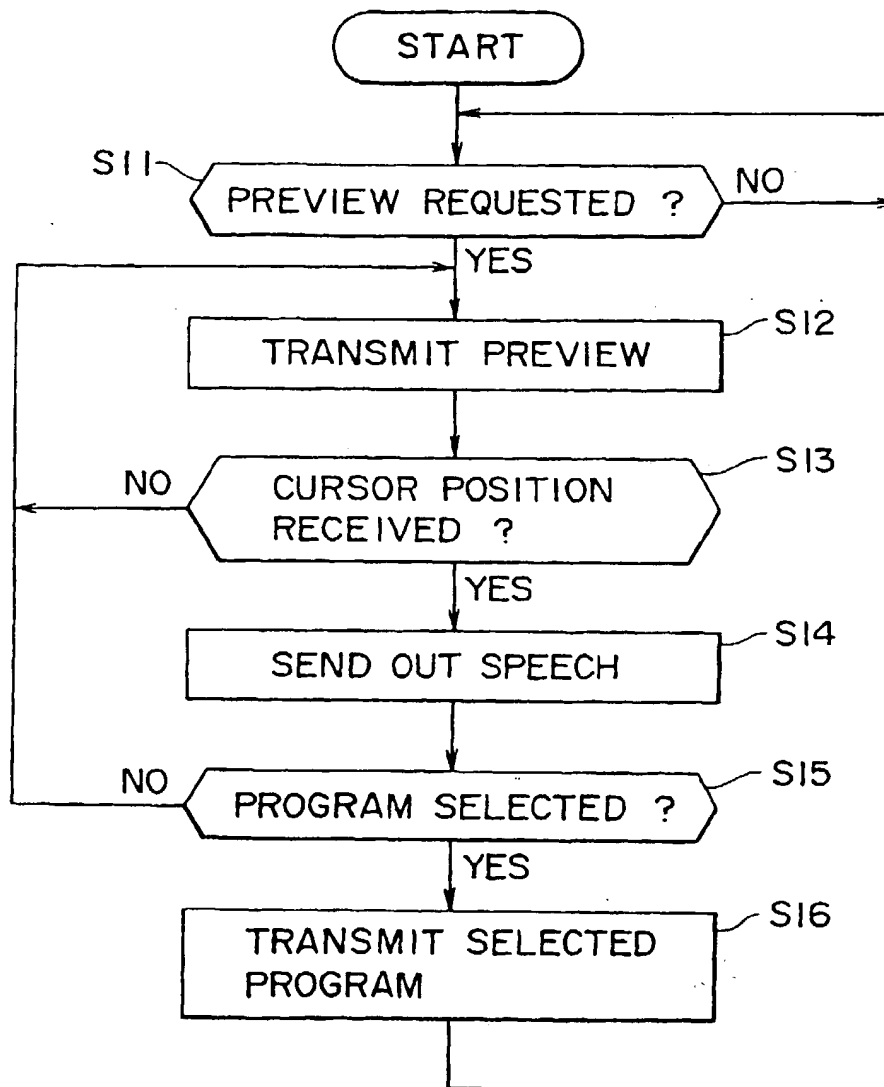 START
S11
PREVIEW REQUESTED ?
NO
YES
S12
TRANSMIT PREVIEW
S13
NO
CURSOR POSITION
RECEIVED ?
YES
S14
SEND OUT SPEECH
S15
NO
PROGRAM SELECTED ?
YES
S16
TRANSMIT SELECTED
PROGRAM